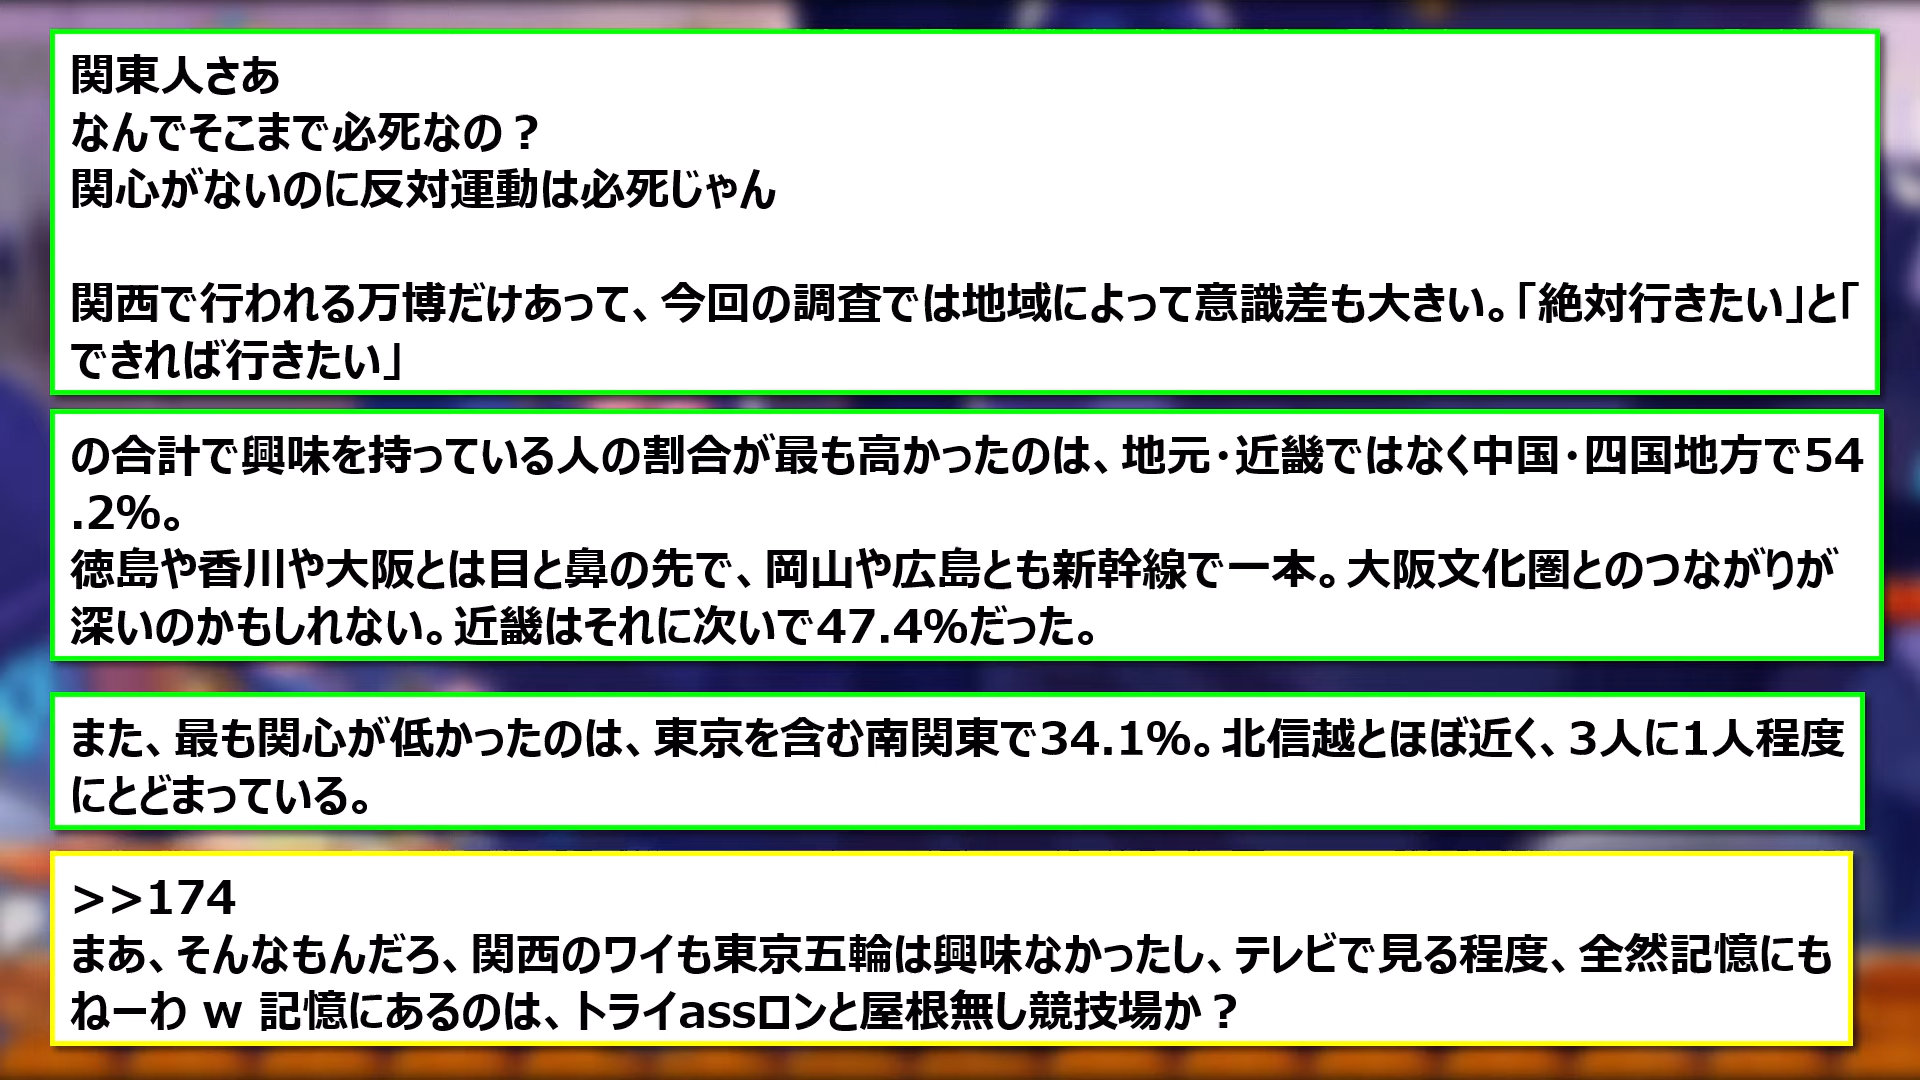 関東人さあ
なんでそこまで必死なの？
関心がないのに反対運動は必死じゃん
関西で行われる万博だけあって、今回の調査では地域によって意識差も大きい。「絶対行きたい」と「
できれば行きたい」
の合計で興味を持っている人の割合が最も高かったのは、地元・近畿ではなく中国・四国地方で54
.2%。
徳島や香川や大阪とは目と鼻の先で、岡山や広島とも新幹線で一本。大阪文化圏とのつながりが
深いのかもしれない。近畿はそれに次いで47.4%だった。
また、最も関心が低かったのは、東京を含む南関東で34.1%。北信越とほぼ近く、3人に1人程度
にとどまっている。
>>174
まあ、そんなもんだろ、関西のワイも東京五輪は興味なかったし、テレビで見る程度、全然記憶にも
ねーわ w 記憶にあるのは、トライassロンと屋根無し競技場か？